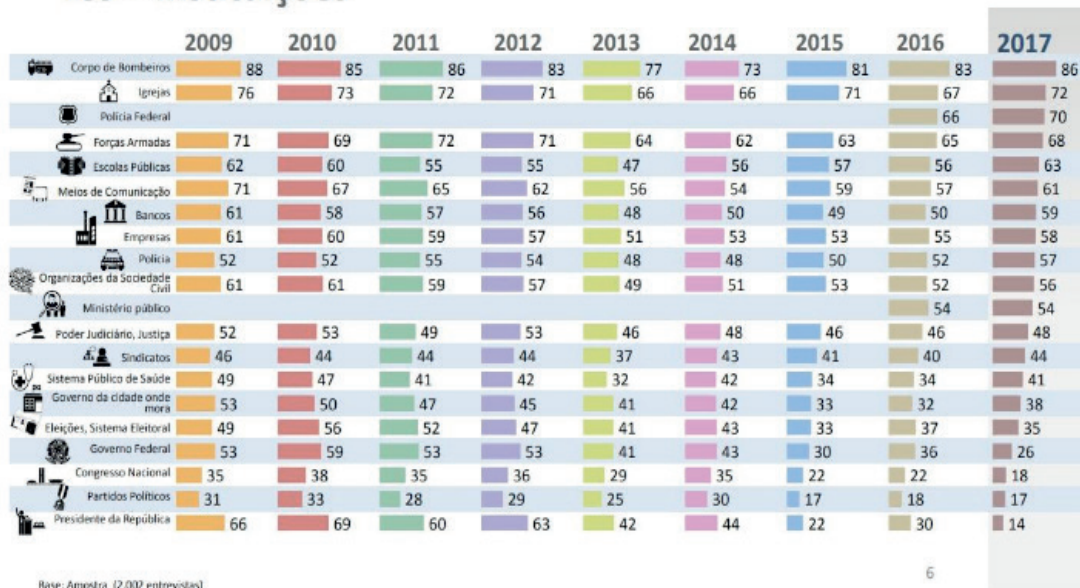 2009 2010 2011 2012 2013 2014 2015 2016 2017
Corpo de Bombeiros 88 85 86 83 77 73 81 83 86
Igrejas 76 73 72 71 66 66 71 67 72
Polícia Federal 66 70
Forças Armadas 71 69 72 71 64 62 63 65 68
Escolas Públicas 62 60 55 55 47 56 57 56 63
Meios de Comunicação 71 67 65 62 56 54 59 57 61
Bancos 61 58 57 56 48 50 49 50 59
Empresas 61 60 59 57 51 53 53 55 58
Polícia 52 52 55 54 48 48 50 52 57
Organizações da Sociedade
Civil 61 61 59 57 49 51 53 52 56
Ministério público 54 54
Poder Judiciário, Justiça 52 53 49 53 46 48 46 46 48
Sindicatos 46 44 44 44 37 43 41 40 44
Sistema Público de Saúde 49 47 41 42 32 42 34 34 41
Governo da cidade onde
mora 53 50 47 45 41 42 33 32 38
Eleições, Sistema Eleitoral 49 56 52 47 41 43 33 37 35
Governo Federal 53 59 53 53 41 43 30 36 26
Congresso Nacional 35 38 35 36 29 35 22 22 18
Partidos Políticos 31 33 28 29 25 30 17 18 17
Presidente da República 66 69 60 63 42 44 22 30 14
6
Base: Amostra (2.002 entrevistas)